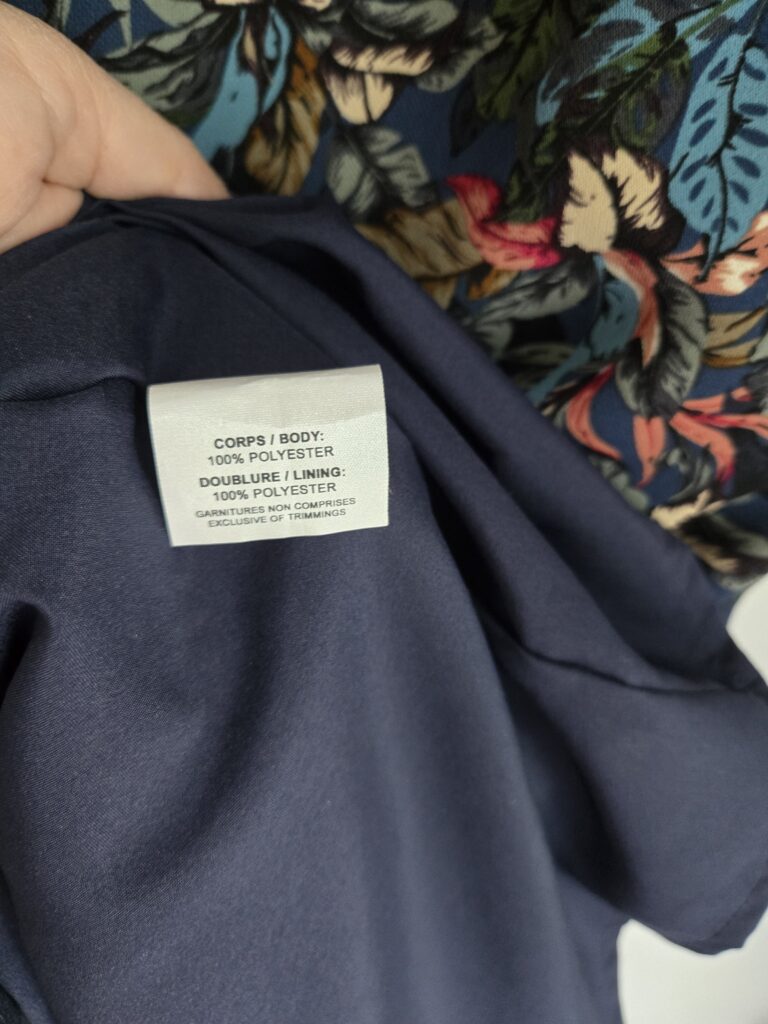 CORPS / BODY:
100% POLYESTER
DOUBLURE / LINING:
100% POLYESTER
GARNITURES NON COMPRISES
EXCLUSIVE OF TRIMMINGS